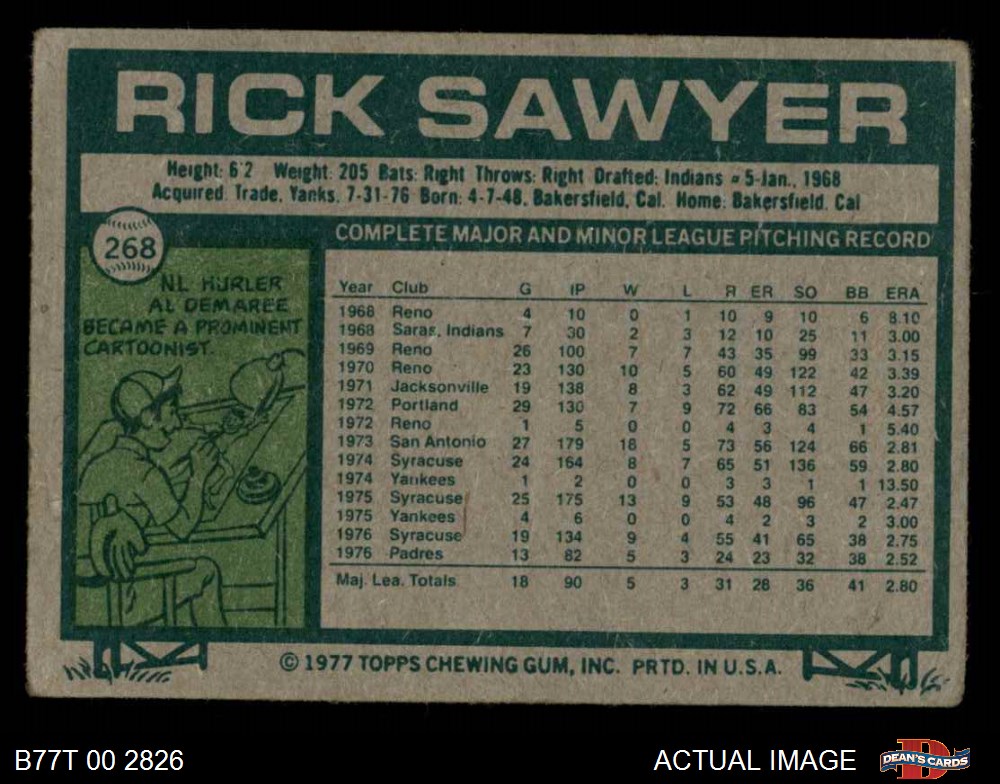 RICK SAWYER
Height: 6'2 Weight: 205 Bats: Right Throws: Right Drafted: Indians #5-Jan., 1968
Acquired: Trade, Yanks, 7-31-76 Born: 4-7-48, Bakersfield, Cal. Home: Bakersfield, Cal
268
NL HURLER
AL DEMAREE
BECAME A PROMINENT
CARTOONIST.
COMPLETE MAJOR AND MINOR LEAGUE PITCHING RECORD
Year Club G IP W L R ER SO BB ERA
1968 Reno 4 10 0 1 10 9 10 6 8.10
1968 Saras, Indians 7 30 2 3 12 10 25 11 3.00
1969 Reno 26 100 7 7 43 35 99 33 3.15
1970 Reno 23 130 10 5 60 49 122 42 3.39
1971 Jacksonville 19 138 8 3 62 49 112 47 3.20
1972 Portland 29 130 7 9 72 66 83 54 4.57
1972 Reno 1 5 0 0 4 3 4 1 5.40
1973 San Antonio 27 179 18 5 73 56 124 66 2.81
1974 Syracuse 24 164 8 7 65 51 136 59 2.80
1974 Yankees 1 2 0 0 3 3 1 1 13.50
1975 Syracuse 25 175 13 9 53 48 96 47 2.47
1975 Yankees 4 6 0 0 4 2 3 2 3.00
1976 Syracuse 19 134 9 4 55 41 65 38 2.75
1976 Padres 13 82 5 3 24 23 32 38 2.52
Maj. Lea. Totals 18 90 5 3 31 28 36 41 2.80
© 1977 TOPPS CHEWING GUM, INC. PRTD. IN U.S.A.
B77T 00 2826
ACTUAL IMAGE
D
DEAN'S CARDS